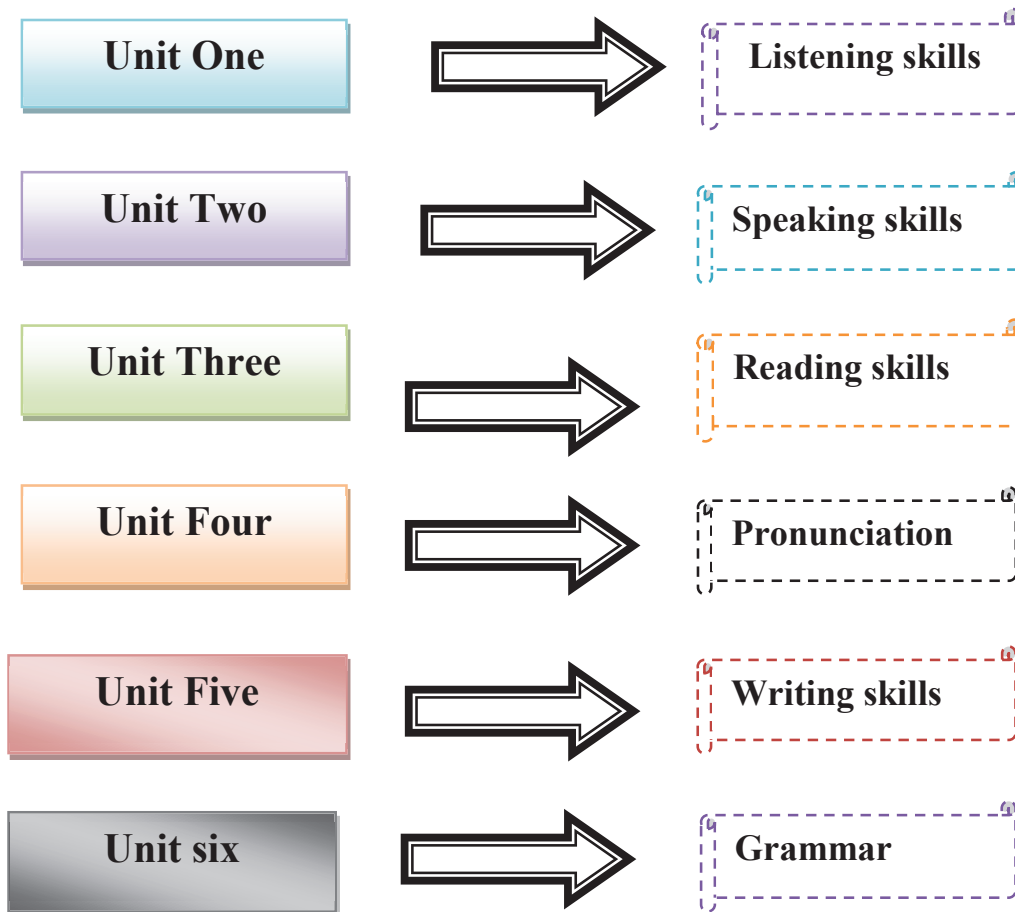 Unit One
Listening skills
Unit Two
Speaking skills
Unit Three
Reading skills
Unit Four
Pronunciation
Unit Five
Writing skills
Unit six
Grammar